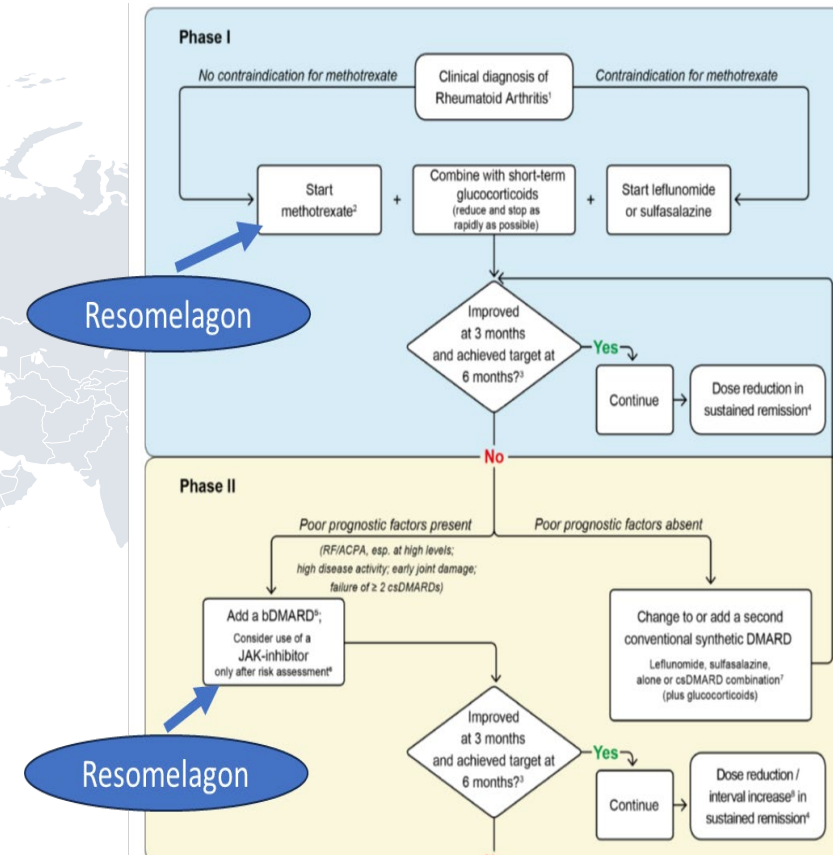 Phase I
No contraindication for methotrexate
Clinical diagnosis of
Rheumatoid Arthritis¹
Contraindication for methotrexate
Start
methotrexate²
+
Combine with short-term
glucocorticoids
(reduce and stop as
rapidly as possible)
+
Start leflunomide
or sulfasalazine
Resomelagon
Improved
at 3 months
and achieved target at
6 months?³
Yes
Continue
Dose reduction in
sustained remission⁴
No
Phase II
Poor prognostic factors present
(RF/ACPA, esp. at high levels;
high disease activity; early joint damage;
failure of ≥ 2 csDMARDs)
Poor prognostic factors absent
Add a bDMARD⁵;
Consider use of a
JAK-inhibitor
only after risk assessment⁶
Change to or add a second
conventional synthetic DMARD
Leflunomide, sulfasalazine,
alone or csDMARD combination⁷
(plus glucocorticoids)
Resomelagon
Improved
at 3 months
and achieved target at
6 months?³
Yes
Continue
Dose reduction /
interval increase⁸ in
sustained remission⁴